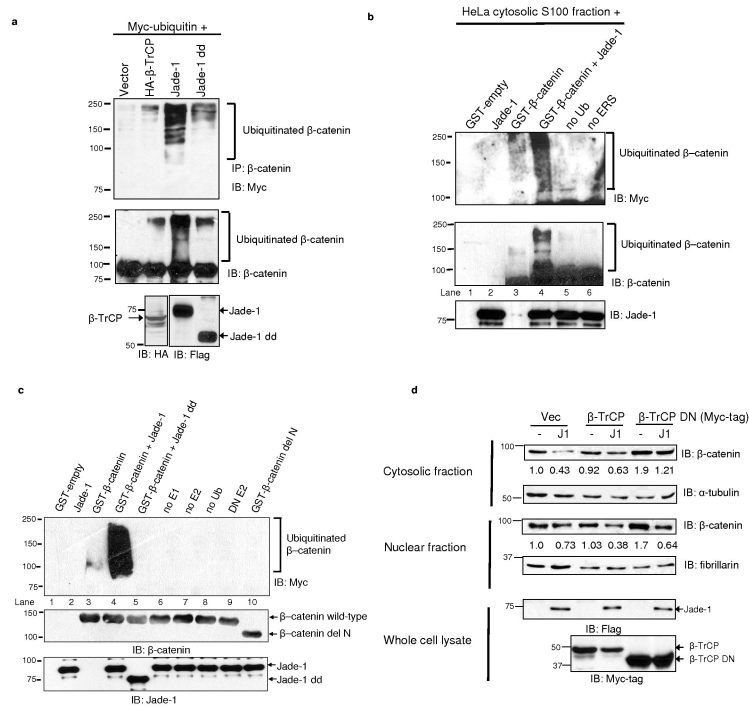 a
Myc-ubiquitin +
Vector
HA-β-TrCP
Jade-1
Jade-1 dd
250
150
100
75
Ubiquitinated β-catenin
IP: β-catenin
IB: Myc
250
150
100
75
Ubiquitinated β-catenin
IB: β-catenin
75
50
β-TrCP
Jade-1
Jade-1 dd
IB: HA
IB: Flag
b
HeLa cytosolic S100 fraction +
GST-empty
Jade-1
GST-β-catenin
GST-β-catenin + Jade-1
no Ub
no ERS
250
150
100
Ubiquitinated β–catenin
IB: Myc
250
150
100
Ubiquitinated β–catenin
IB: β-catenin
Lane 1 2 3 4 5 6
75
IB: Jade-1
c
GST-empty
Jade-1
GST-β-catenin
GST-β-catenin + Jade-1
GST-β-catenin + Jade-1 dd
no E1
no E2
no Ub
DN E2
GST-β-catenin del N
250
150
100
75
Ubiquitinated
β–catenin
IB: Myc
Lane 1 2 3 4 5 6 7 8 9 10
150
100
β–catenin wild-type
β–catenin del N
IB: β-catenin
100
75
Jade-1
Jade-1 dd
IB: Jade-1
d
Vec β-TrCP β-TrCP DN (Myc-tag)
- J1 - J1 - J1
Cytosolic fraction
100
IB: β-catenin
1.0 0.43 0.92 0.63 1.9 1.21
50
IB: α-tubulin
Nuclear fraction
100
IB: β-catenin
1.0 0.73 1.03 0.38 1.7 0.64
37
IB: fibrillarin
Whole cell lysate
75
Jade-1
IB: Flag
50
37
β-TrCP
β-TrCP DN
IB: Myc-tag